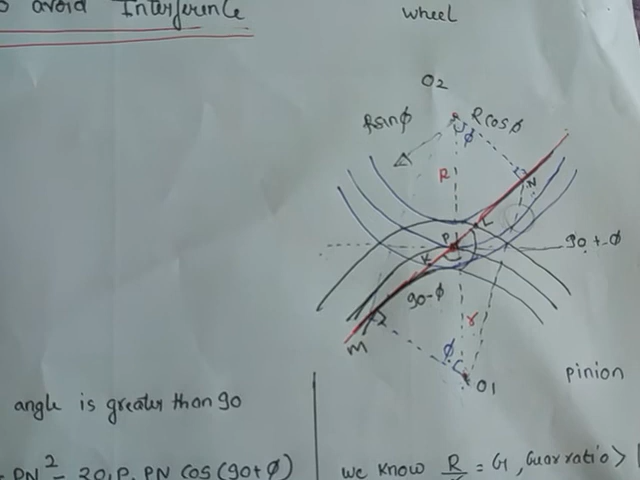 avoid Interference
wheel
O2
Rsinφ
Rcosφ
φ
R
N
L
P
90+φ
K
90-φ
r
M
φ
O1
pinion
angle is greater than 90
PN² - 2O1P. PN cos(90+φ)
we know R/r = G, Gear ratio >